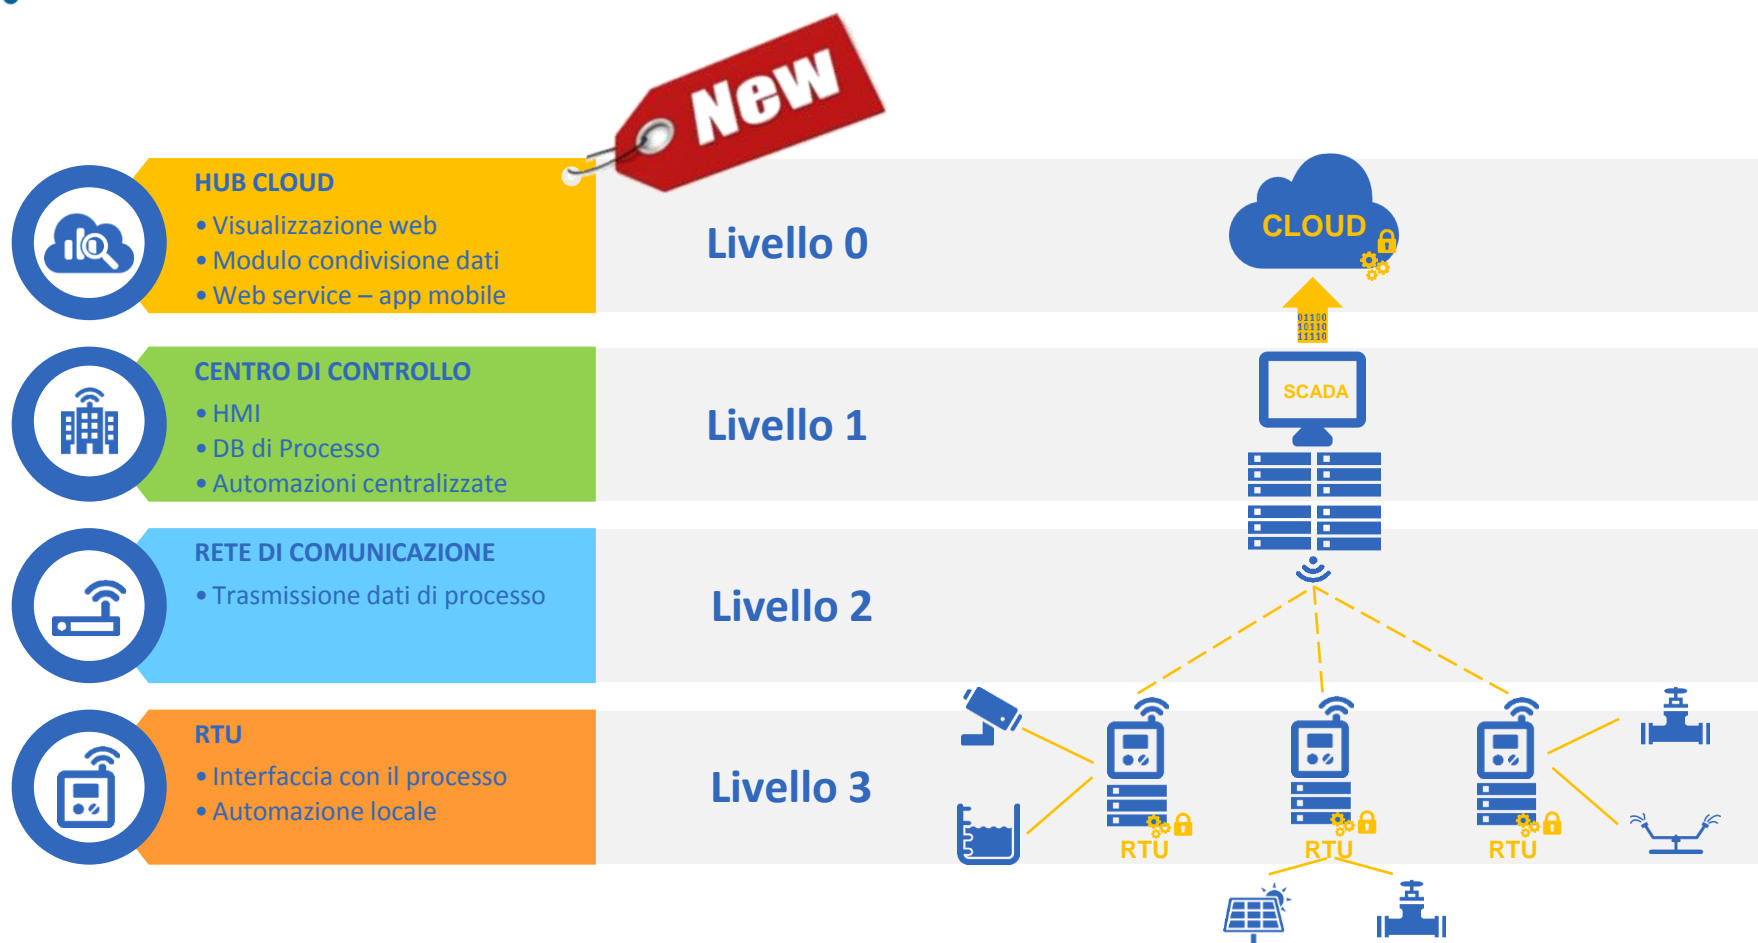 New
HUB CLOUD
• Visualizzazione web
• Modulo condivisione dati
• Web service – app mobile
Livello 0
CLOUD
01100
10110
11110
CENTRO DI CONTROLLO
• HMI
• DB di Processo
• Automazioni centralizzate
Livello 1
SCADA
RETE DI COMUNICAZIONE
• Trasmissione dati di processo
Livello 2
RTU
• Interfaccia con il processo
• Automazione locale
Livello 3
RTU
RTU
RTU